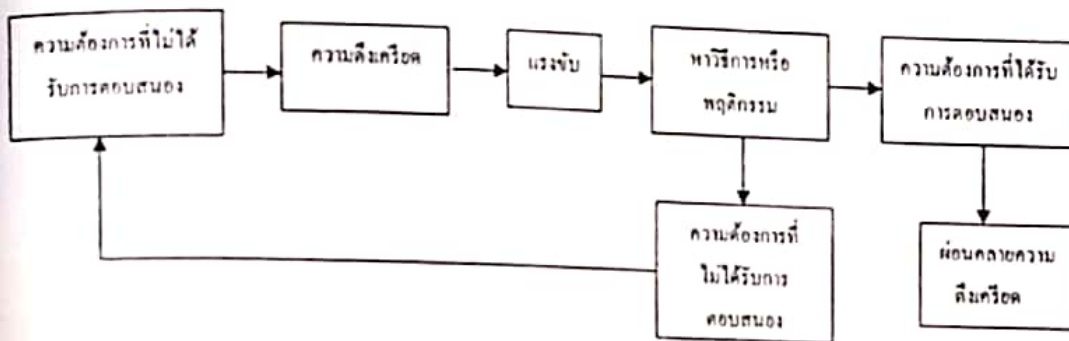 ความต้องการที่ไม่ได้
รับการตอบสนอง
ความตึงเครียด
แรงขับ
หาวิธีการหรือ
พฤติกรรม
ความต้องการที่ได้รับ
การตอบสนอง
ความต้องการที่
ไม่ได้รับการ
ตอบสนอง
ผ่อนคลายความ
ตึงเครียด